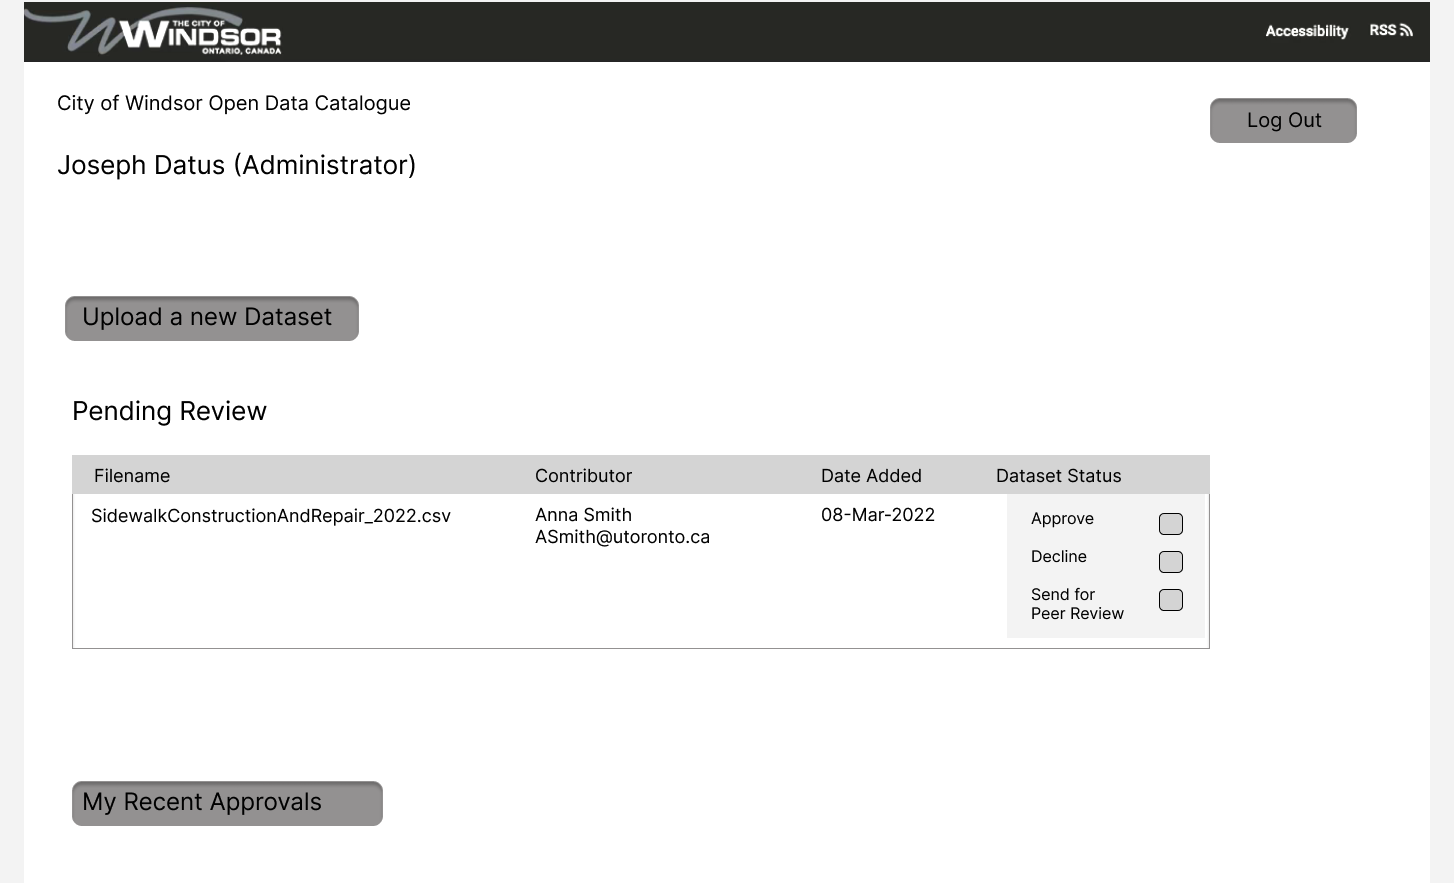 THE CITY OF
WINDSOR
ONTARIO, CANADA
Accessibility
RSS
City of Windsor Open Data Catalogue
Log Out
Joseph Datus (Administrator)
Upload a new Dataset
Pending Review
Filename
Contributor
Date Added
Dataset Status
SidewalkConstructionAndRepair_2022.csv
Anna Smith
ASmith@utoronto.ca
08-Mar-2022
Approve
Decline
Send for
Peer Review
My Recent Approvals